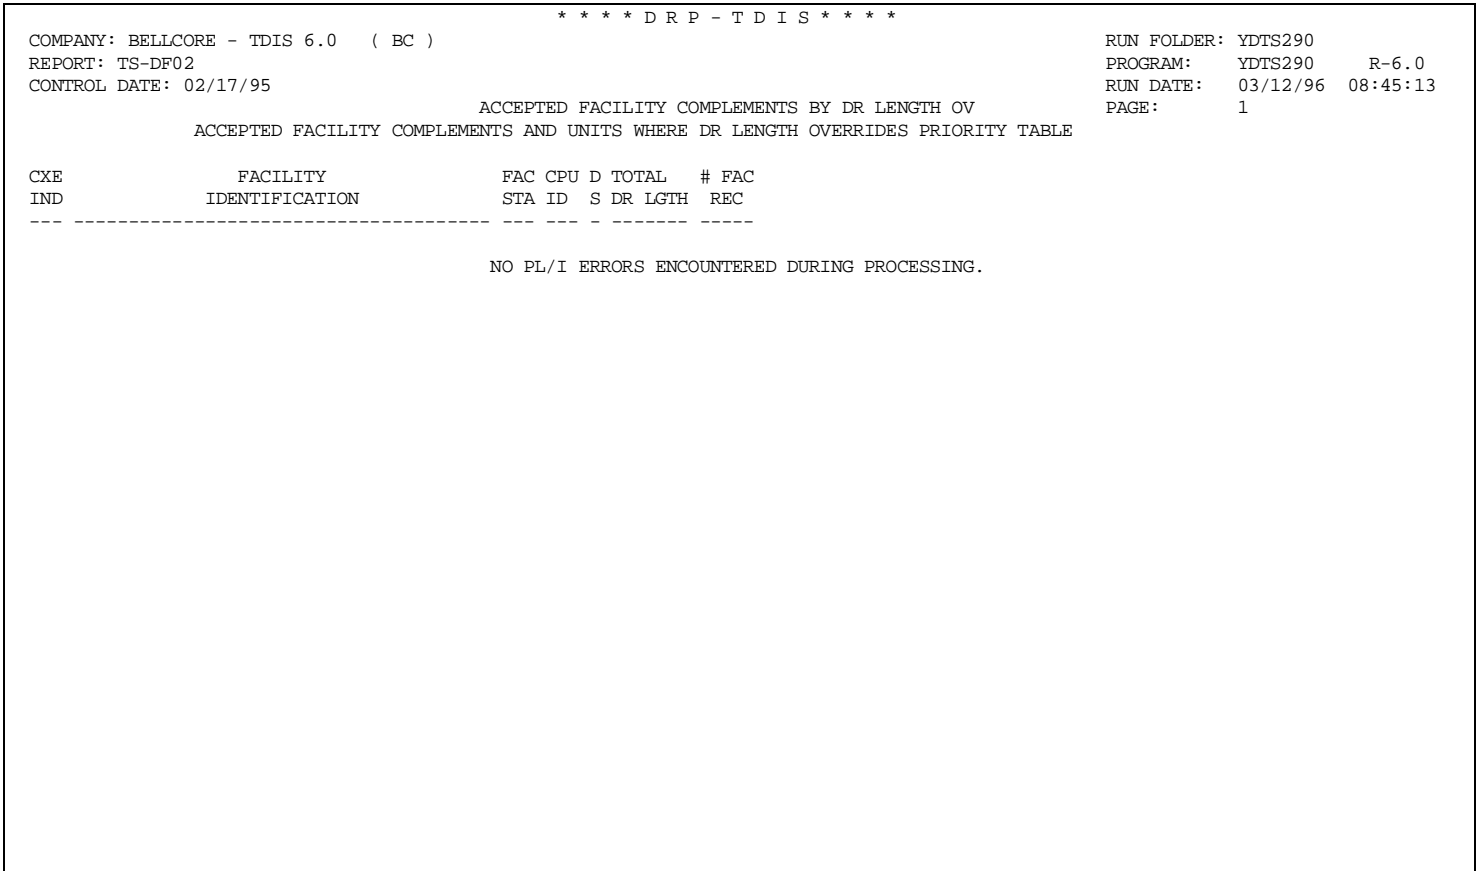 * * * * D R P - T D I S * * * *
COMPANY: BELLCORE - TDIS 6.0 ( BC ) RUN FOLDER: YDTS290
REPORT: TS-DF02 PROGRAM: YDTS290 R-6.0
CONTROL DATE: 02/17/95 RUN DATE: 03/12/96 08:45:13
ACCEPTED FACILITY COMPLEMENTS BY DR LENGTH OV PAGE: 1
ACCEPTED FACILITY COMPLEMENTS AND UNITS WHERE DR LENGTH OVERRIDES PRIORITY TABLE
CXE FACILITY FAC CPU D TOTAL # FAC
IND IDENTIFICATION STA ID S DR LGTH REC
--- -------------------------------------- --- --- - ------- -----
NO PL/I ERRORS ENCOUNTERED DURING PROCESSING.